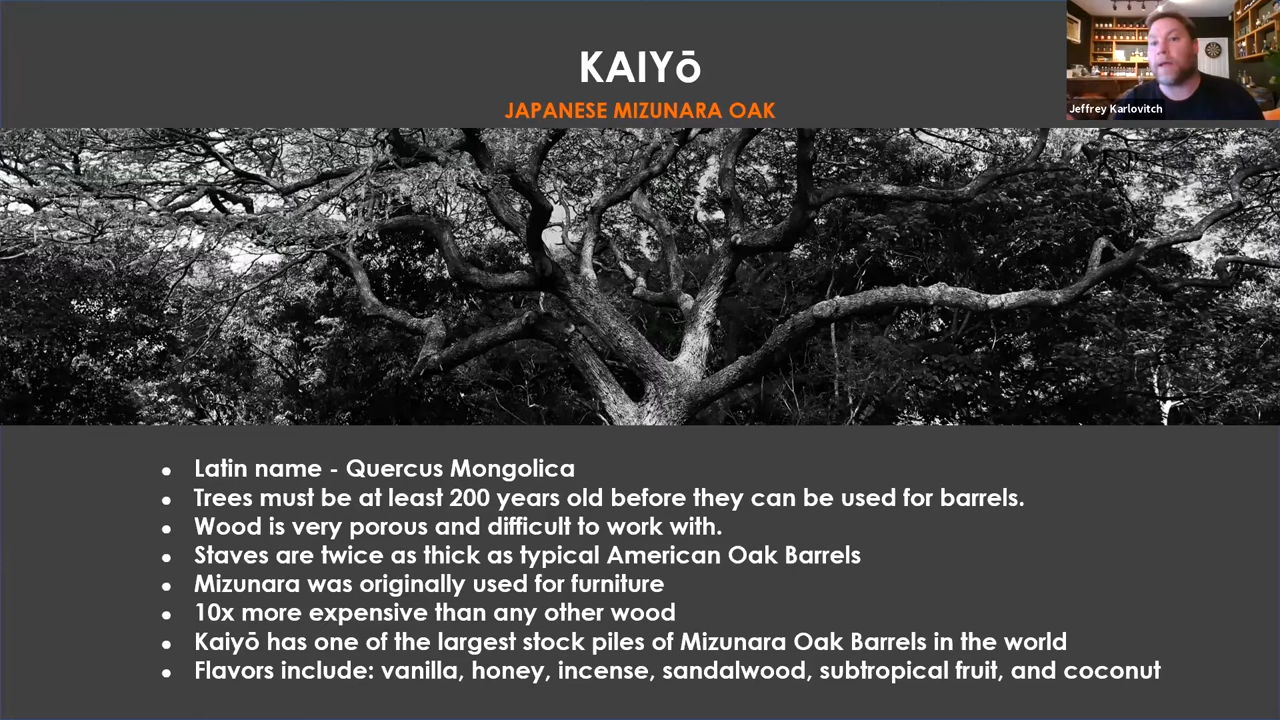 KAIYō
JAPANESE MIZUNARA OAK
Jeffrey Karlovitch
• Latin name - Quercus Mongolica
• Trees must be at least 200 years old before they can be used for barrels.
• Wood is very porous and difficult to work with.
• Staves are twice as thick as typical American Oak Barrels
• Mizunara was originally used for furniture
• 10x more expensive than any other wood
• Kaiyō has one of the largest stock piles of Mizunara Oak Barrels in the world
• Flavors include: vanilla, honey, incense, sandalwood, subtropical fruit, and coconut